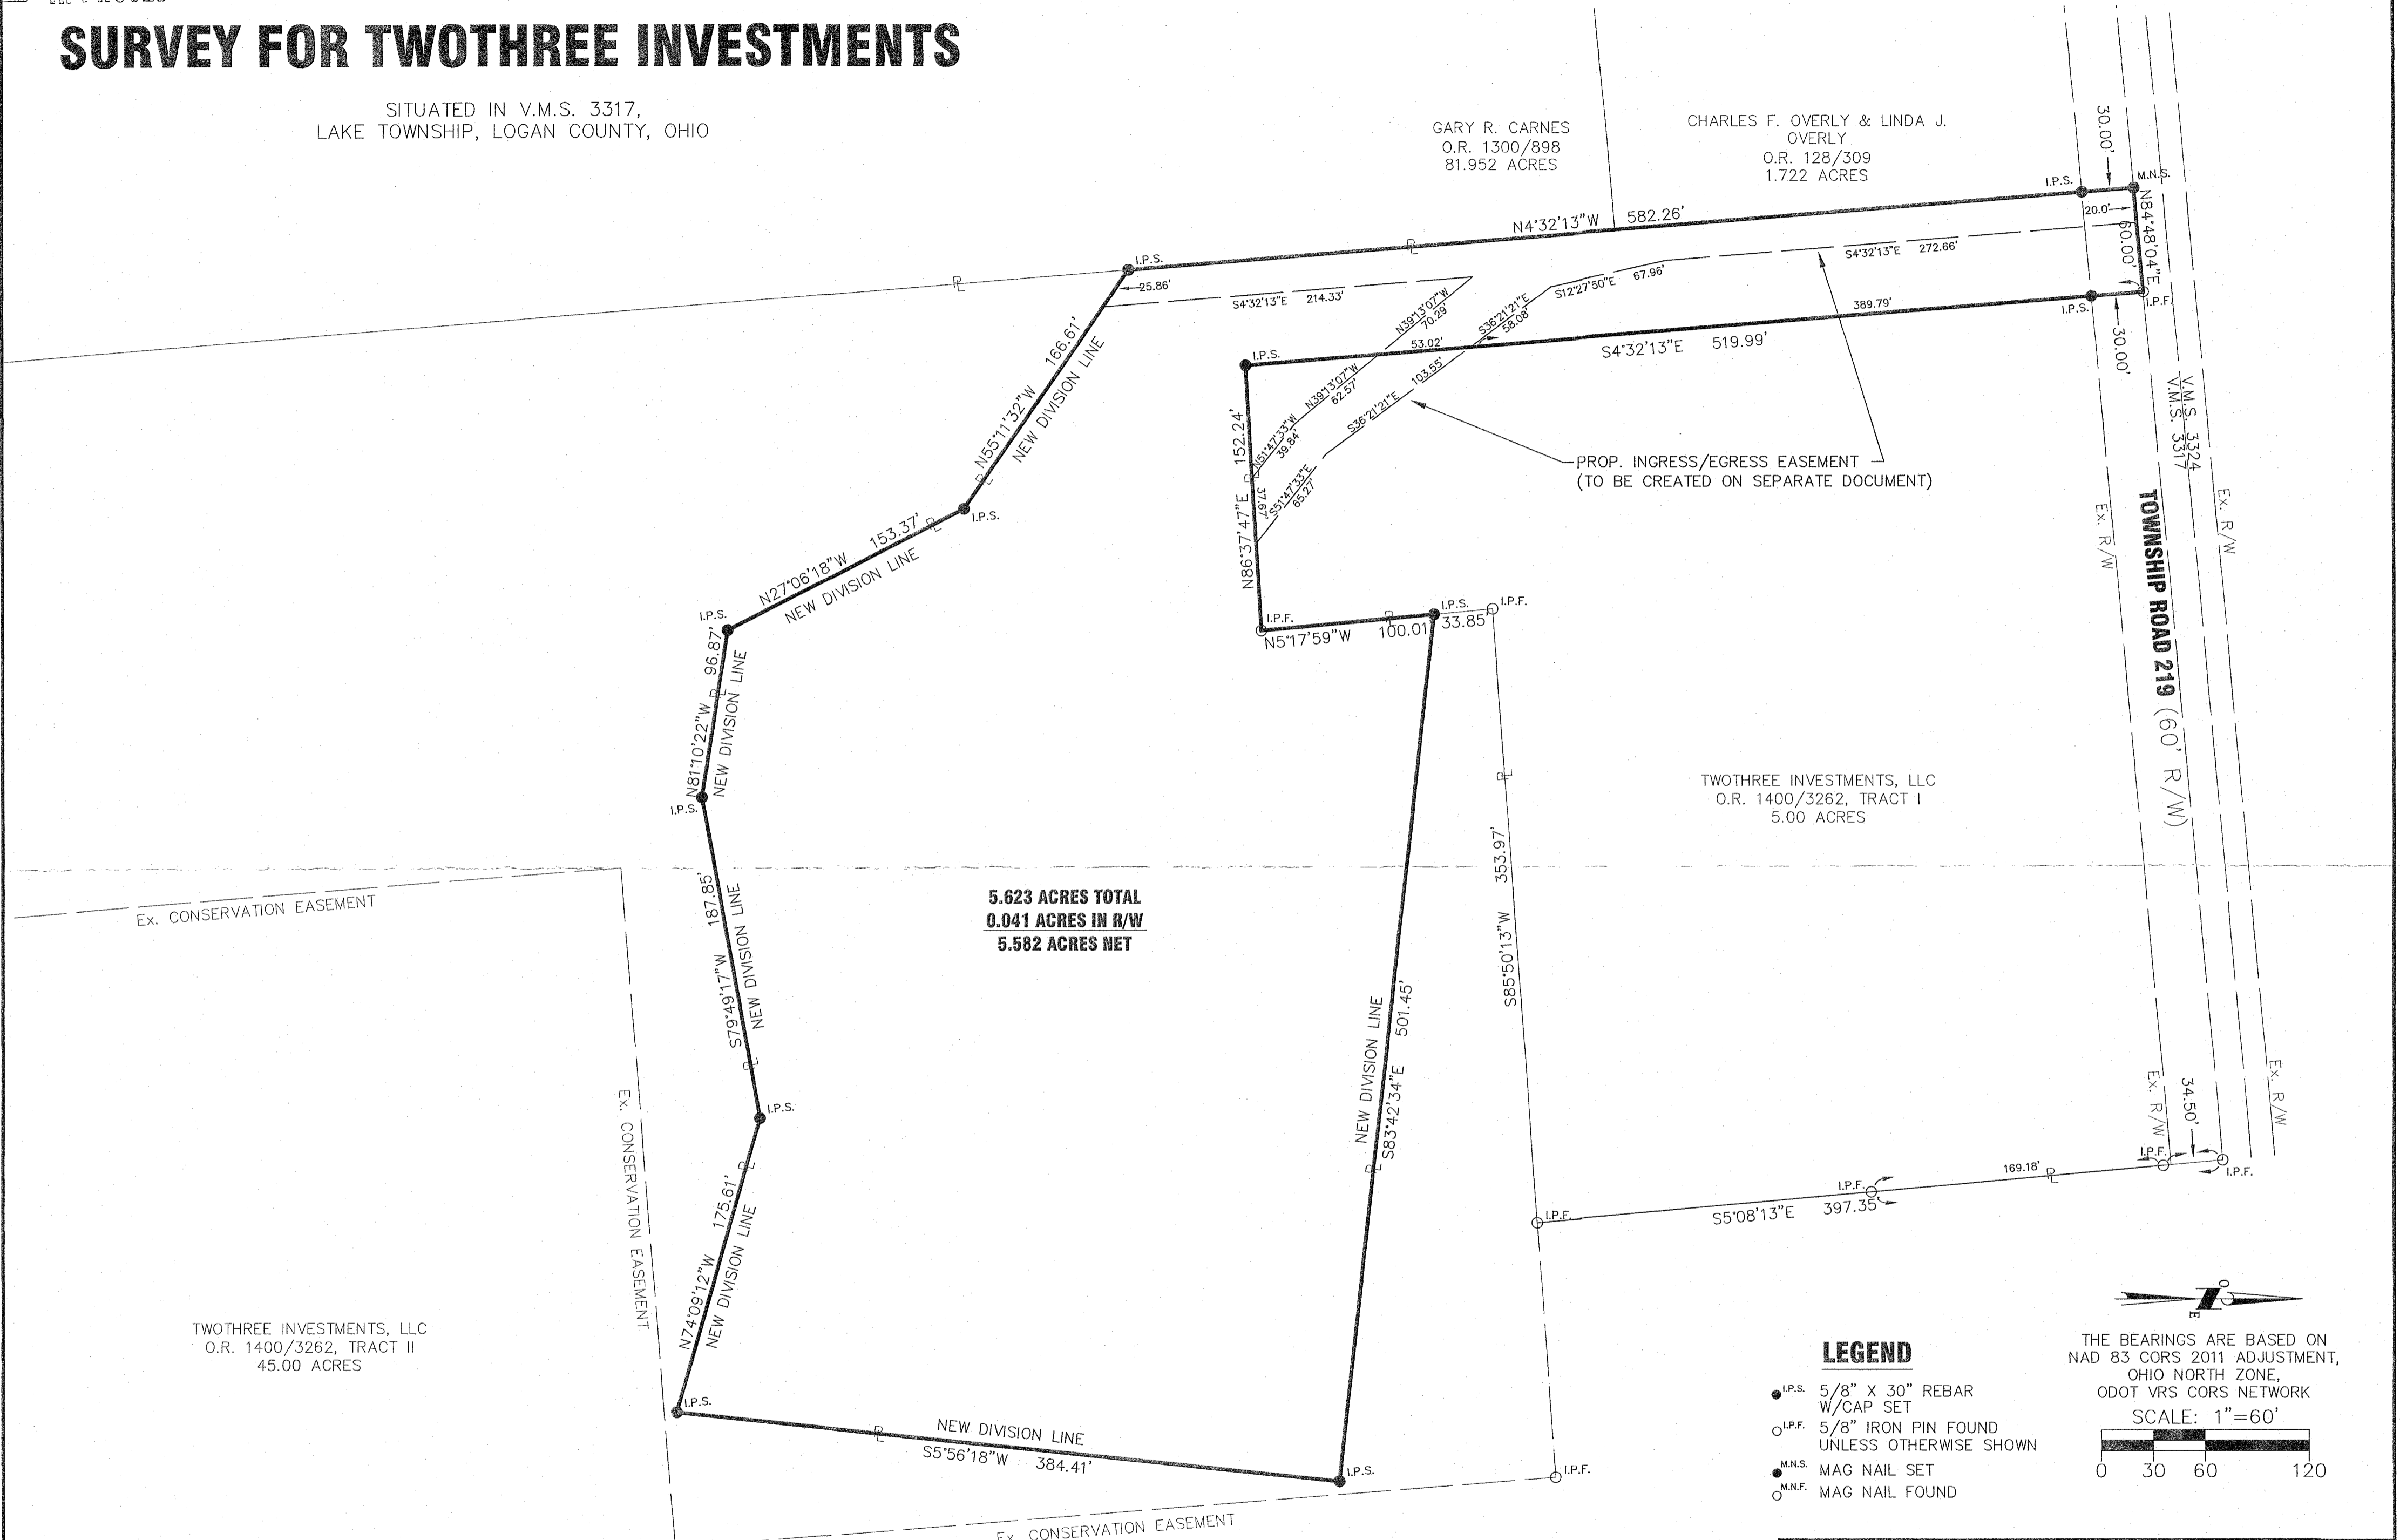 SURVEY FOR TWOTHREE INVESTMENTS
SITUATED IN V.M.S. 3317,
LAKE TOWNSHIP, LOGAN COUNTY, OHIO
GARY R. CARNES
O.R. 1300/898
81.952 ACRES
CHARLES F. OVERLY & LINDA J.
OVERLY
O.R. 128/309
1.722 ACRES
30.00'
I.P.S.
M.N.S.
20.0'
N84°48'04"E
60.00'
I.P.S.
I.P.F.
30.00'
N4°32'13"W 582.26'
I.P.S.
25.86'
S4°32'13"E 214.33'
N39°13'07"W
70.29'
S36°21'21"E
58.08'
S12°27'50"E 67.96'
S4°32'13"E 272.66'
389.79'
53.02'
S4°32'13"E 519.99'
I.P.S.
N55°11'32"W 166.61'
NEW DIVISION LINE
N39°13'07"W
62.57'
S36°21'21"E 103.55'
N51°47'33"W
39.84'
S51°47'33"E
65.27'
N86°37'47"E 152.24'
37.67'
PROP. INGRESS/EGRESS EASEMENT
(TO BE CREATED ON SEPARATE DOCUMENT)
V.M.S. 3324
V.M.S. 3317
Ex. R/W
Ex. R/W
TOWNSHIP ROAD 219 (60' R/W)
I.P.S.
N27°06'18"W 153.37'
NEW DIVISION LINE
I.P.S.
I.P.F.
N5°17'59"W 100.01'
I.P.S.
33.85'
I.P.F.
N81°10'22"W 96.87'
NEW DIVISION LINE
I.P.S.
TWOTHREE INVESTMENTS, LLC
O.R. 1400/3262, TRACT I
5.00 ACRES
S85°50'13"W 353.97'
Ex. CONSERVATION EASEMENT
S79°49'17"W 187.85'
NEW DIVISION LINE
5.623 ACRES TOTAL
0.041 ACRES IN R/W
5.582 ACRES NET
NEW DIVISION LINE
S83°42'34"E 501.45'
I.P.S.
Ex. CONSERVATION EASEMENT
N74°09'12"W 175.61'
NEW DIVISION LINE
Ex. R/W
Ex. R/W
34.50'
I.P.F.
I.P.F.
169.18'
I.P.F.
I.P.F.
S5°08'13"E 397.35'
TWOTHREE INVESTMENTS, LLC
O.R. 1400/3262, TRACT II
45.00 ACRES
I.P.S.
NEW DIVISION LINE
S5°56'18"W 384.41'
I.P.S.
I.P.F.
Ex. CONSERVATION EASEMENT
LEGEND
I.P.S. 5/8" X 30" REBAR
W/CAP SET
I.P.F. 5/8" IRON PIN FOUND
UNLESS OTHERWISE SHOWN
M.N.S. MAG NAIL SET
M.N.F. MAG NAIL FOUND
THE BEARINGS ARE BASED ON
NAD 83 CORS 2011 ADJUSTMENT,
OHIO NORTH ZONE,
ODOT VRS CORS NETWORK
SCALE: 1"=60'
0 30 60 120